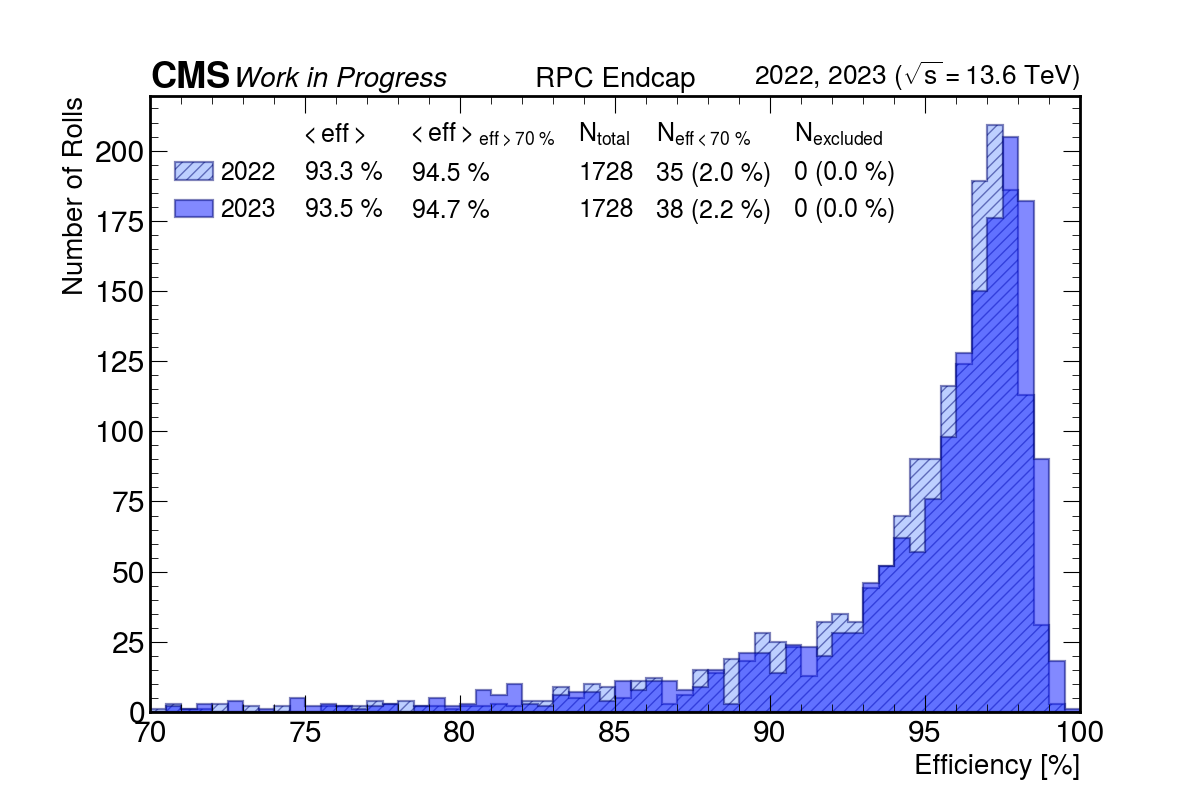 CMS Work in Progress RPC Endcap 2022, 2023 (√s = 13.6 TeV)
Number of Rolls
< eff > < eff > eff > 70 % Ntotal Neff < 70 % Nexcluded
2022 93.3 % 94.5 % 1728 35 (2.0 %) 0 (0.0 %)
2023 93.5 % 94.7 % 1728 38 (2.2 %) 0 (0.0 %)
200
175
150
125
100
75
50
25
0
70 75 80 85 90 95 100
Efficiency [%]